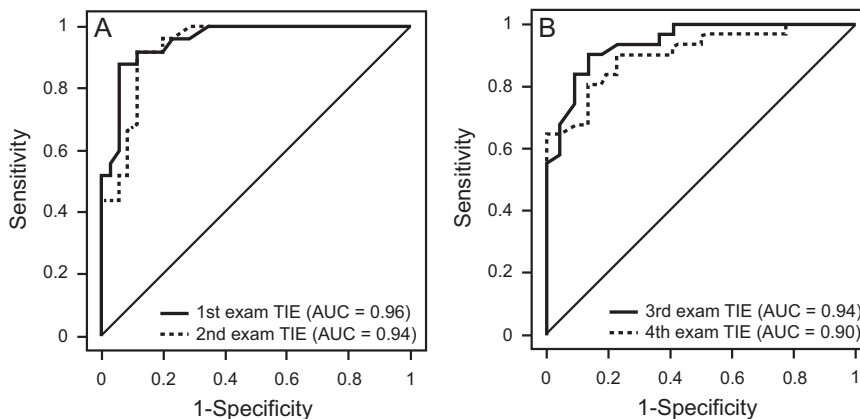 A
Sensitivity
1
0.8
0.6
0.4
0.2
0
1st exam TIE (AUC = 0.96)
2nd exam TIE (AUC = 0.94)
0 0.2 0.4 0.6 0.8 1
1-Specificity
B
Sensitivity
1
0.8
0.6
0.4
0.2
0
3rd exam TIE (AUC = 0.94)
4th exam TIE (AUC = 0.90)
0 0.2 0.4 0.6 0.8 1
1-Specificity